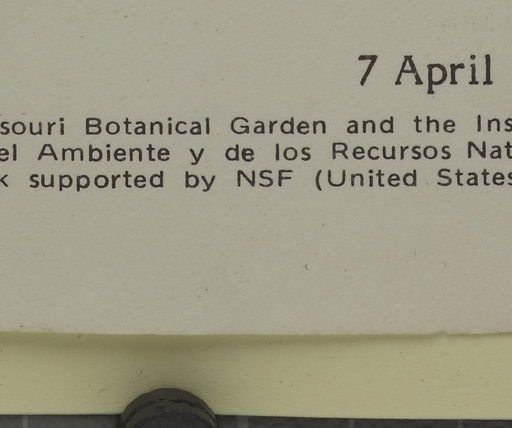 7 April
souri Botanical Garden and the Ins
el Ambiente y de los Recursos Nat
k supported by NSF (United States